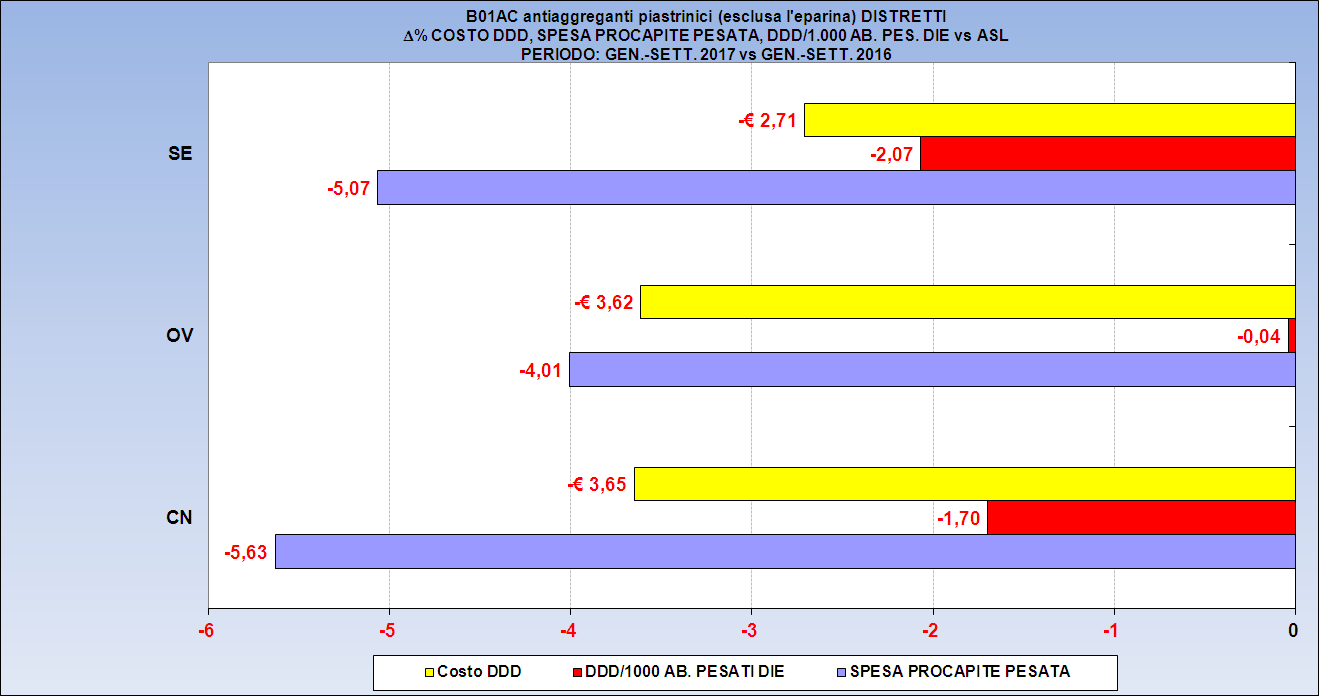 B01AC antiaggreganti piastrinici (esclusa l'eparina) DISTRETTI
Δ% COSTO DDD, SPESA PROCAPITE PESATA, DDD/1.000 AB. PES. DIE vs ASL
PERIODO: GEN.-SETT. 2017 vs GEN.-SETT. 2016
-€ 2,71
SE
-2,07
-5,07
-€ 3,62
OV
-0,04
-4,01
-€ 3,65
CN
-1,70
-5,63
-6 -5 -4 -3 -2 -1 0
Costo DDD DDD/1000 AB. PESATI DIE SPESA PROCAPITE PESATA